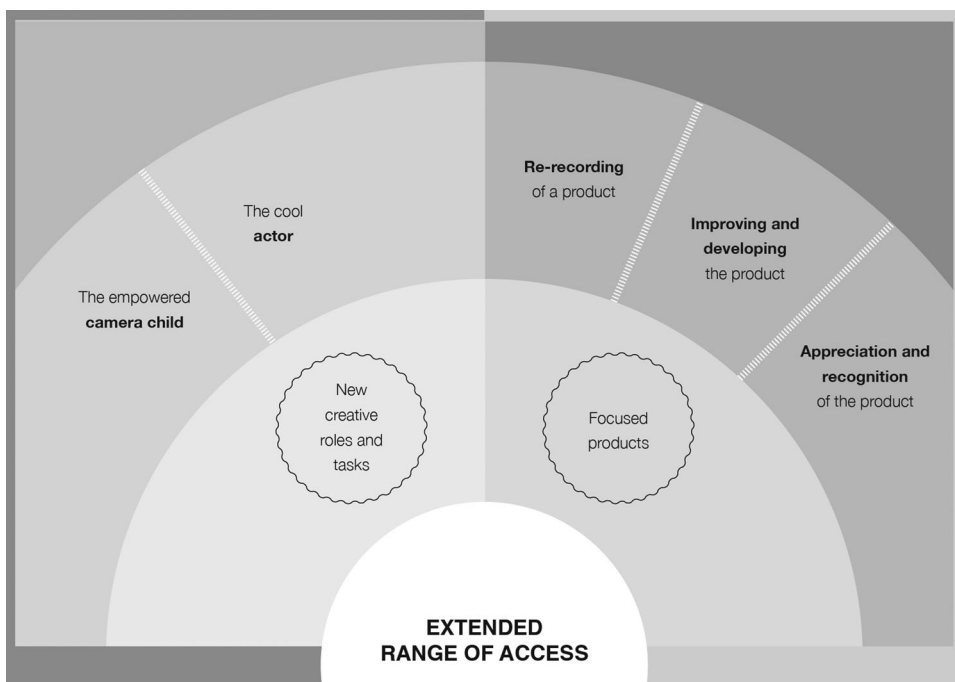 The cool
actor
The empowered
camera child
New
creative
roles and
tasks
Re-recording
of a product
Improving and
developing
the product
Appreciation and
recognition
of the product
Focused
products
EXTENDED
RANGE OF ACCESS